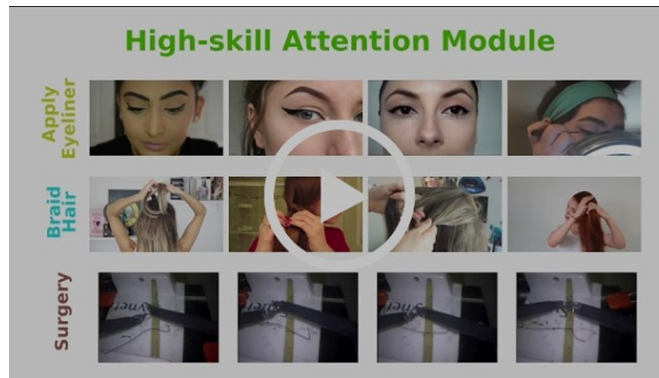 High-skill Attention Module
Apply
Eyeliner
Braid
Hair
Surgery